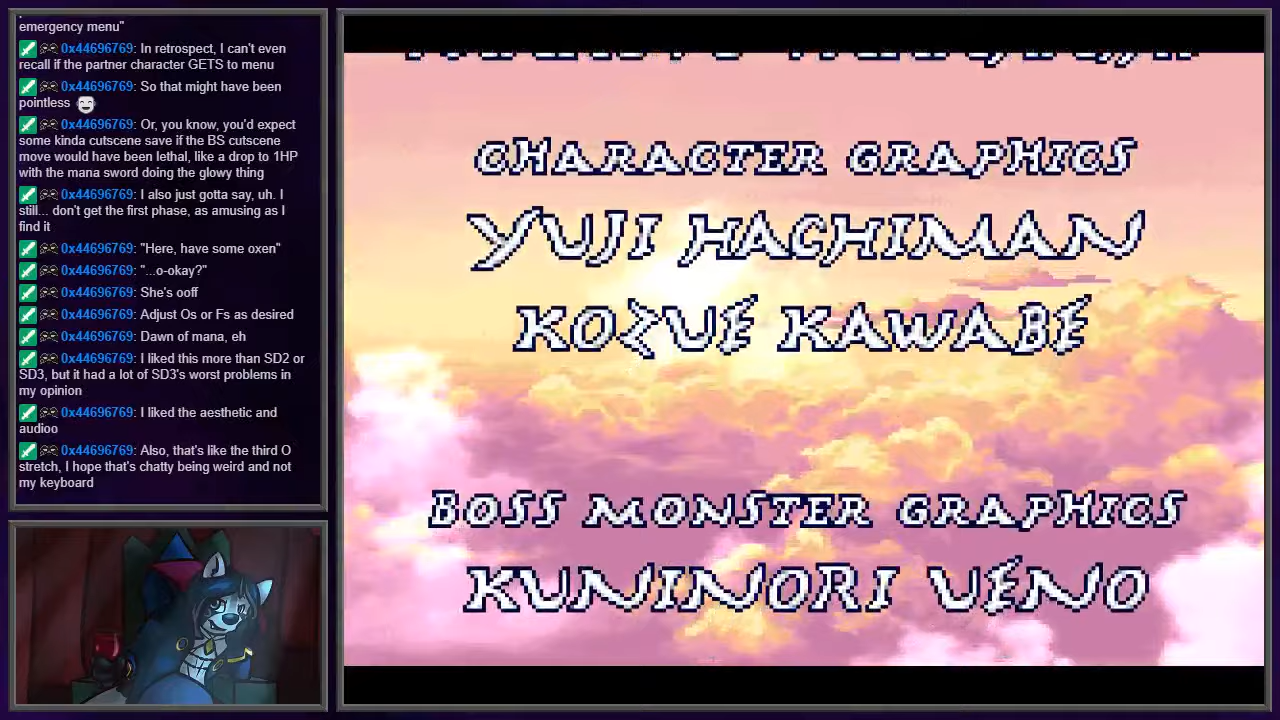 emergency menu"
0x44696769: In retrospect, I can't even
recall if the partner character GETS to menu
0x44696769: So that might have been
pointless
0x44696769: Or, you know, you'd expect
some kinda cutscene save if the BS cutscene
move would have been lethal, like a drop to 1HP
with the mana sword doing the glowy thing
0x44696769: I also just gotta say, uh. I
still... don't get the first phase, as amusing as I
find it
0x44696769: "Here, have some oxen"
0x44696769: "...o-okay?"
0x44696769: She's ooff
0x44696769: Adjust Os or Fs as desired
0x44696769: Dawn of mana, eh
0x44696769: I liked this more than SD2 or
SD3, but it had a lot of SD3's worst problems in
my opinion
0x44696769: I liked the aesthetic and
audioo
0x44696769: Also, that's like the third O
stretch, I hope that's chatty being weird and not
my keyboard
CHARACTER GRAPHICS
YUJI HACHIMAN
KOZUE KAWABE
BOSS MONSTER GRAPHICS
KUNINORI UENO